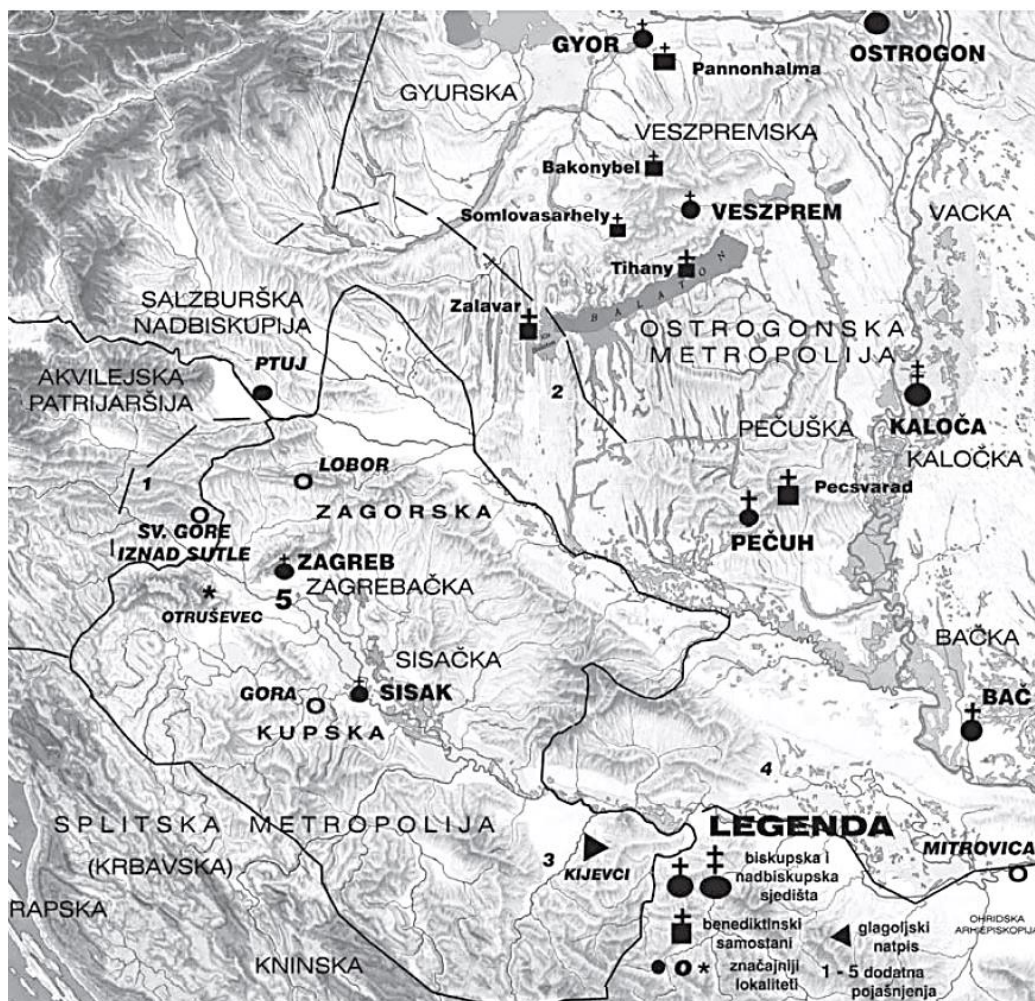 GYOR
OSTROGON
Pannonhalma
GYURSKA
VESZPREMSKA
Bakonybel
VESZPREM
VACKA
Somlovasarhely
Tihany
BALATON
Zalavar
SALZBURŠKA
NADBISKUPIJA
OSTROGONSKA
METROPOLIJA
PTUJ
AKVILEJSKA
PATRIJARŠIJA
2
KALOČA
PEČUŠKA
KALOČKA
LOBOR
1
Pecsvarad
ZAGORSKA
SV. GORE
IZNAD SUTLE
PEČUH
ZAGREB
ZAGREBAČKA
5
*
OTRUŠEVEC
BAČKA
SISAČKA
GORA
SISAK
BAČ
KUPSKA
4
SPLITSKA METROPOLIJA
(KRBAVSKA)
3
KIJEVCI
MITROVICA
RAPSKA
KNINSKA
OHRIDSKA
ARHIEPISKOPIJA
LEGENDA
biskupska i
nadbiskupska
sjedišta
benediktinski
samostani
glagoljski
natpis
* značajniji
lokaliteti
1 - 5 dodatna
pojašnjenja